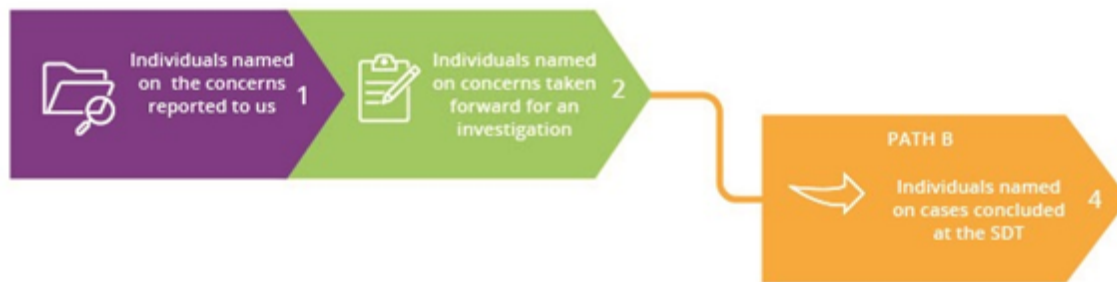 Individuals named
on the concerns
reported to us
1
Individuals named
on concerns taken
forward for an
investigation
2
PATH B
Individuals named
on cases concluded
at the SDT
4